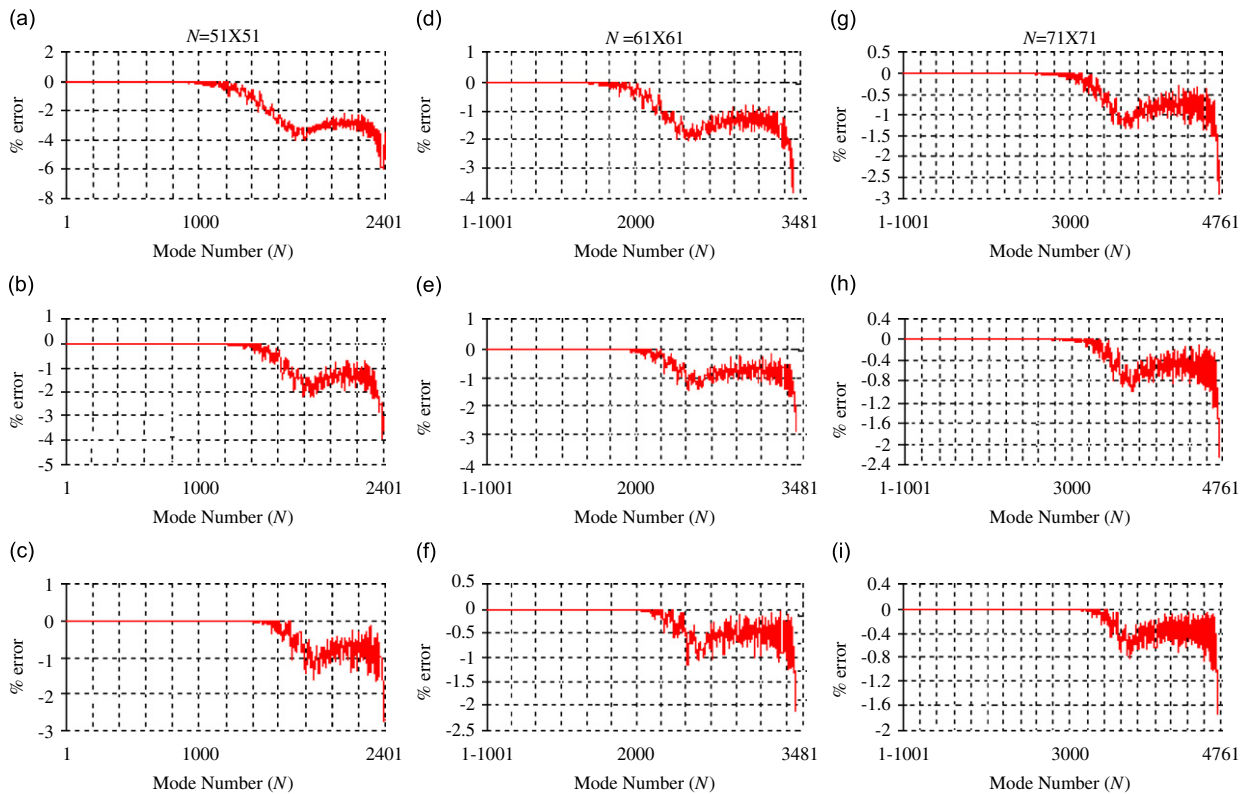 (a)
N=51X51
2
0
-2
-4
-6
-8
% error
1
1000
2401
Mode Number (N)
(d)
N =61X61
1
0
-1
-2
-3
-4
% error
1-1001
2000
3481
Mode Number (N)
(g)
N=71X71
0.5
0
-0.5
-1
-1.5
-2
-2.5
-3
% error
1-1001
3000
4761
Mode Number (N)
(b)
1
0
-1
-2
-3
-4
-5
% error
1
1000
2401
Mode Number (N)
(e)
1
0
-1
-2
-3
-4
% error
1-1001
2000
3481
Mode Number (N)
(h)
0.4
0
-0.4
-0.8
-1.2
-1.6
-2
-2.4
% error
1-1001
3000
4761
Mode Number (N)
(c)
1
0
-1
-2
-3
% error
1
1000
2401
Mode Number (N)
(f)
0.5
0
-0.5
-1
-1.5
-2
-2.5
% error
1-1001
2000
3481
Mode Number (N)
(i)
0.4
0
-0.4
-0.8
-1.2
-1.6
-2
% error
1-1001
3000
4761
Mode Number (N)